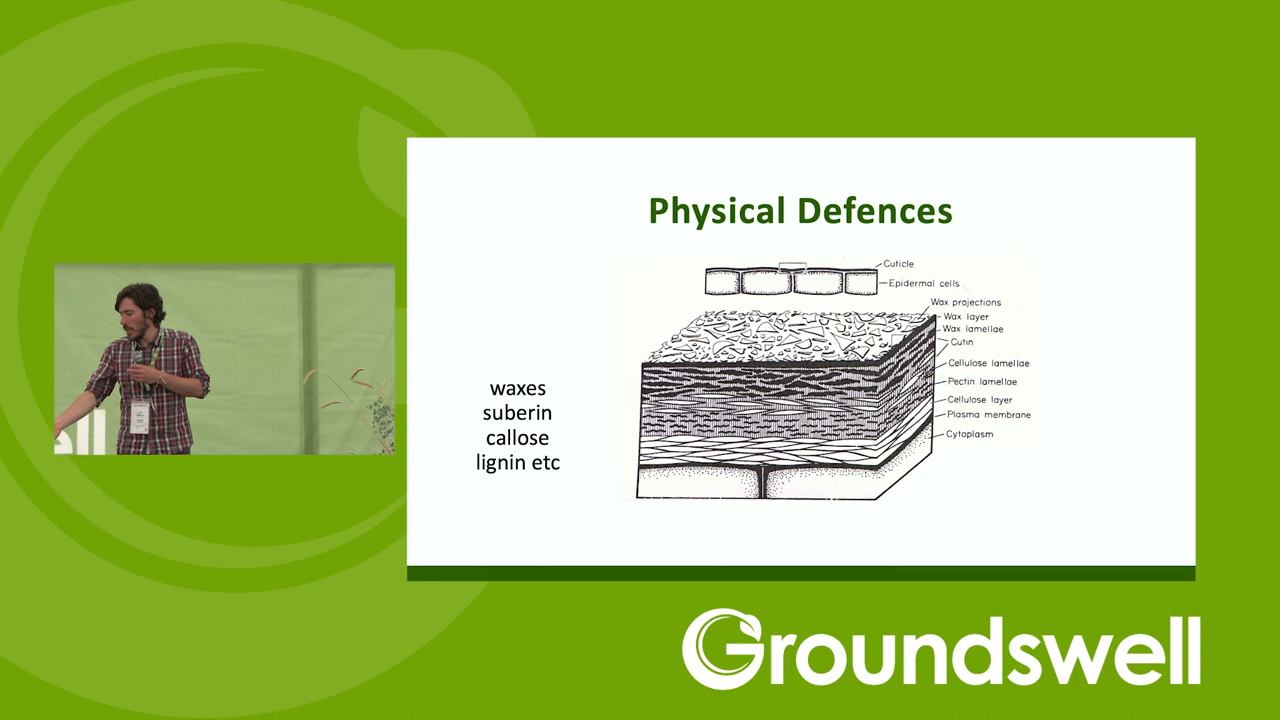 Physical Defences
Cuticle
Epidermal cells
Wax projections
Wax layer
Wax lamellae
Cutin
Cellulose lamellae
Pectin lamellae
Cellulose layer
Plasma membrane
Cytoplasm
waxes
suberin
callose
lignin etc
ell
Groundswell